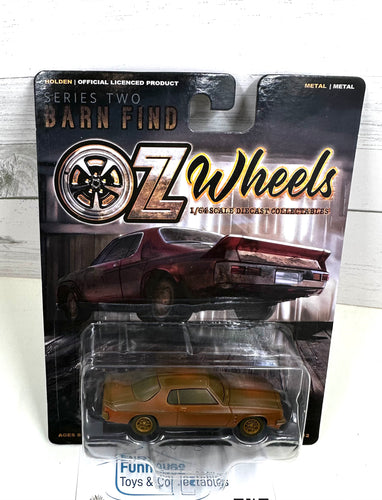 HOLDEN | OFFICIAL LICENCED PRODUCT
METAL | METAL
SERIES TWO
BARN FIND
OZ Wheels
1/64 SCALE DIECAST COLLECTABLES
AGES
Funhouse
Toys & Collectables